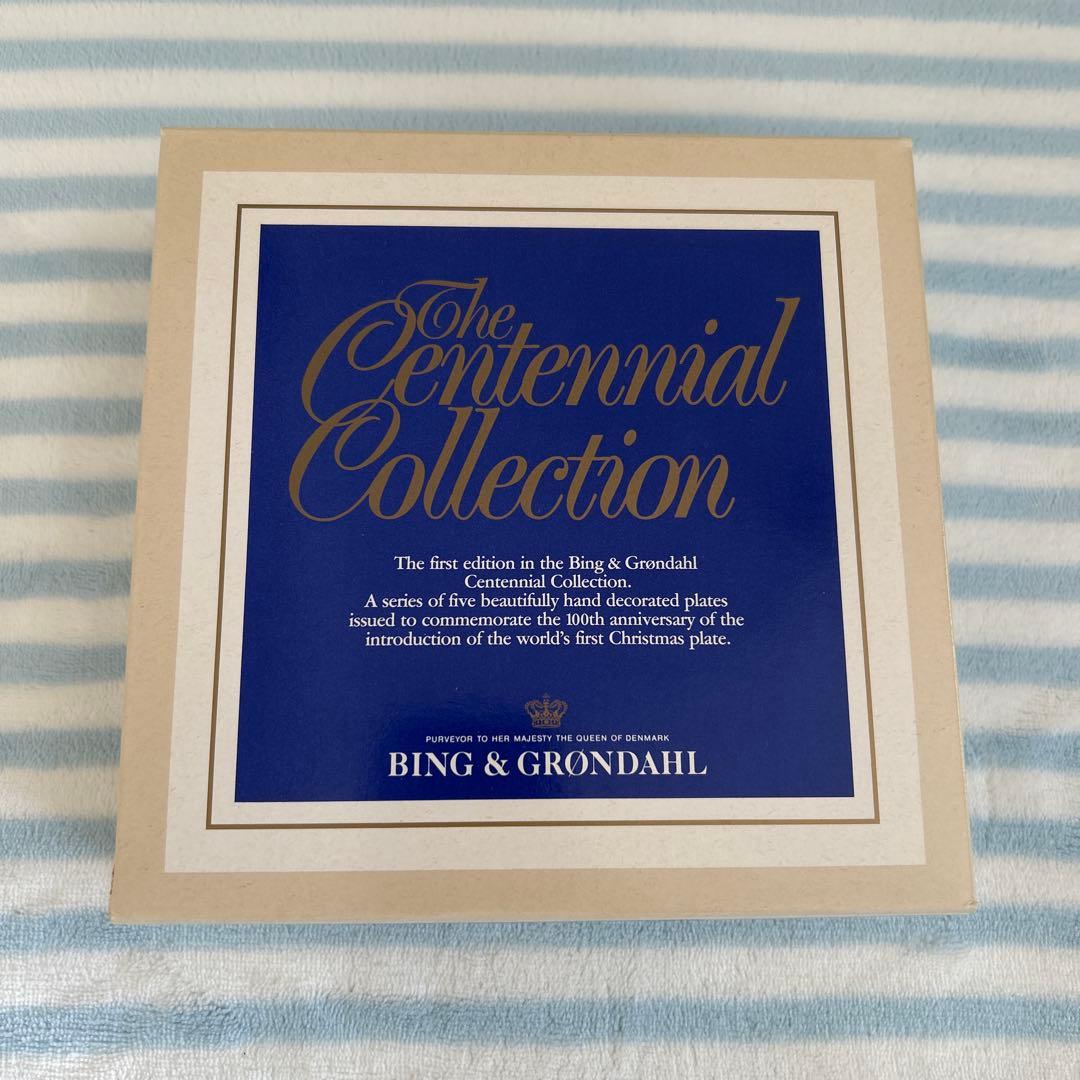 The
Centennial
Collection
The first edition in the Bing & Grøndahl
Centennial Collection.
A series of five beautifully hand decorated plates
issued to commemorate the 100th anniversary of the
introduction of the world's first Christmas plate.
PURVEYOR TO HER MAJESTY THE QUEEN OF DENMARK
BING & GRØNDAHL